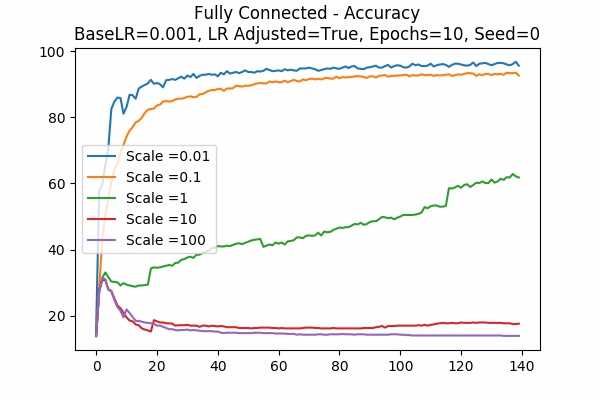 Fully Connected - Accuracy
BaseLR=0.001, LR Adjusted=True, Epochs=10, Seed=0
100
80
60
40
20
Scale =0.01
Scale =0.1
Scale =1
Scale =10
Scale =100
0 20 40 60 80 100 120 140